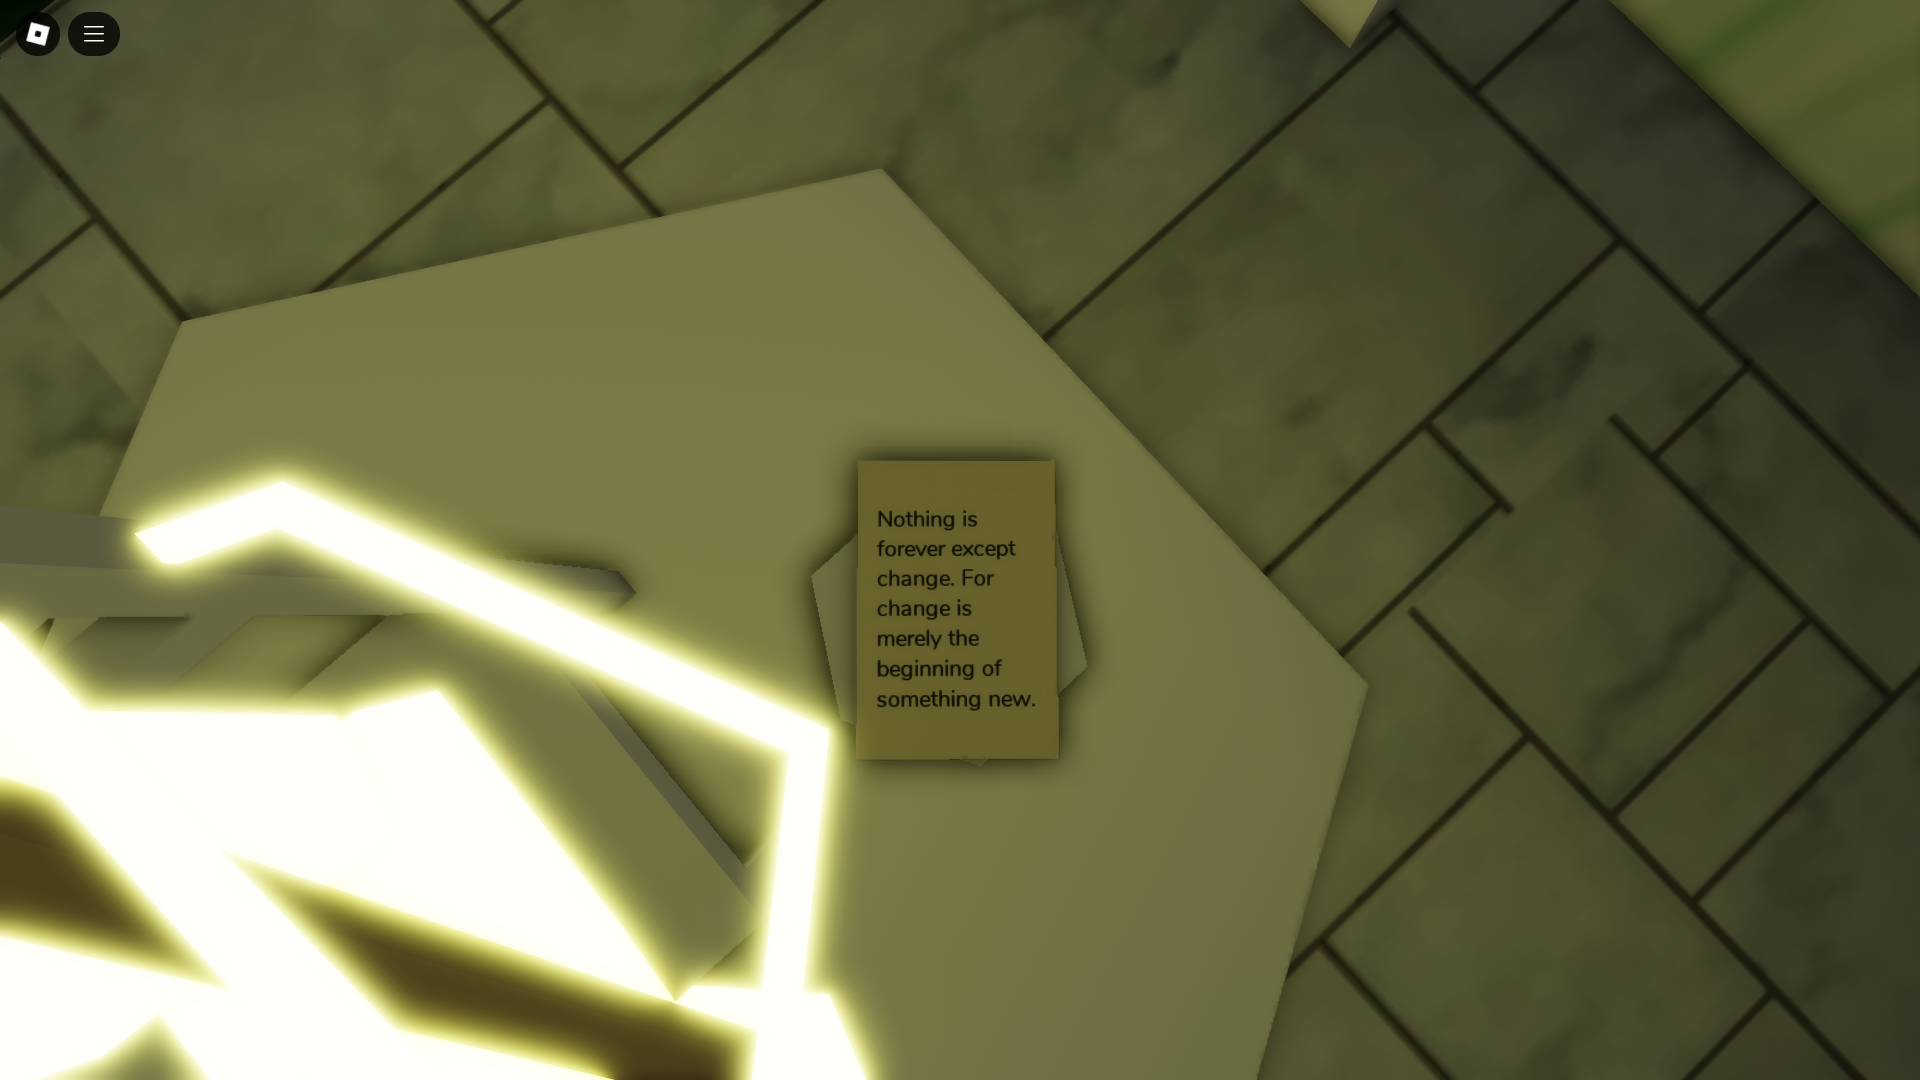 Nothing is
forever except
change. For
change is
merely the
beginning of
something new.